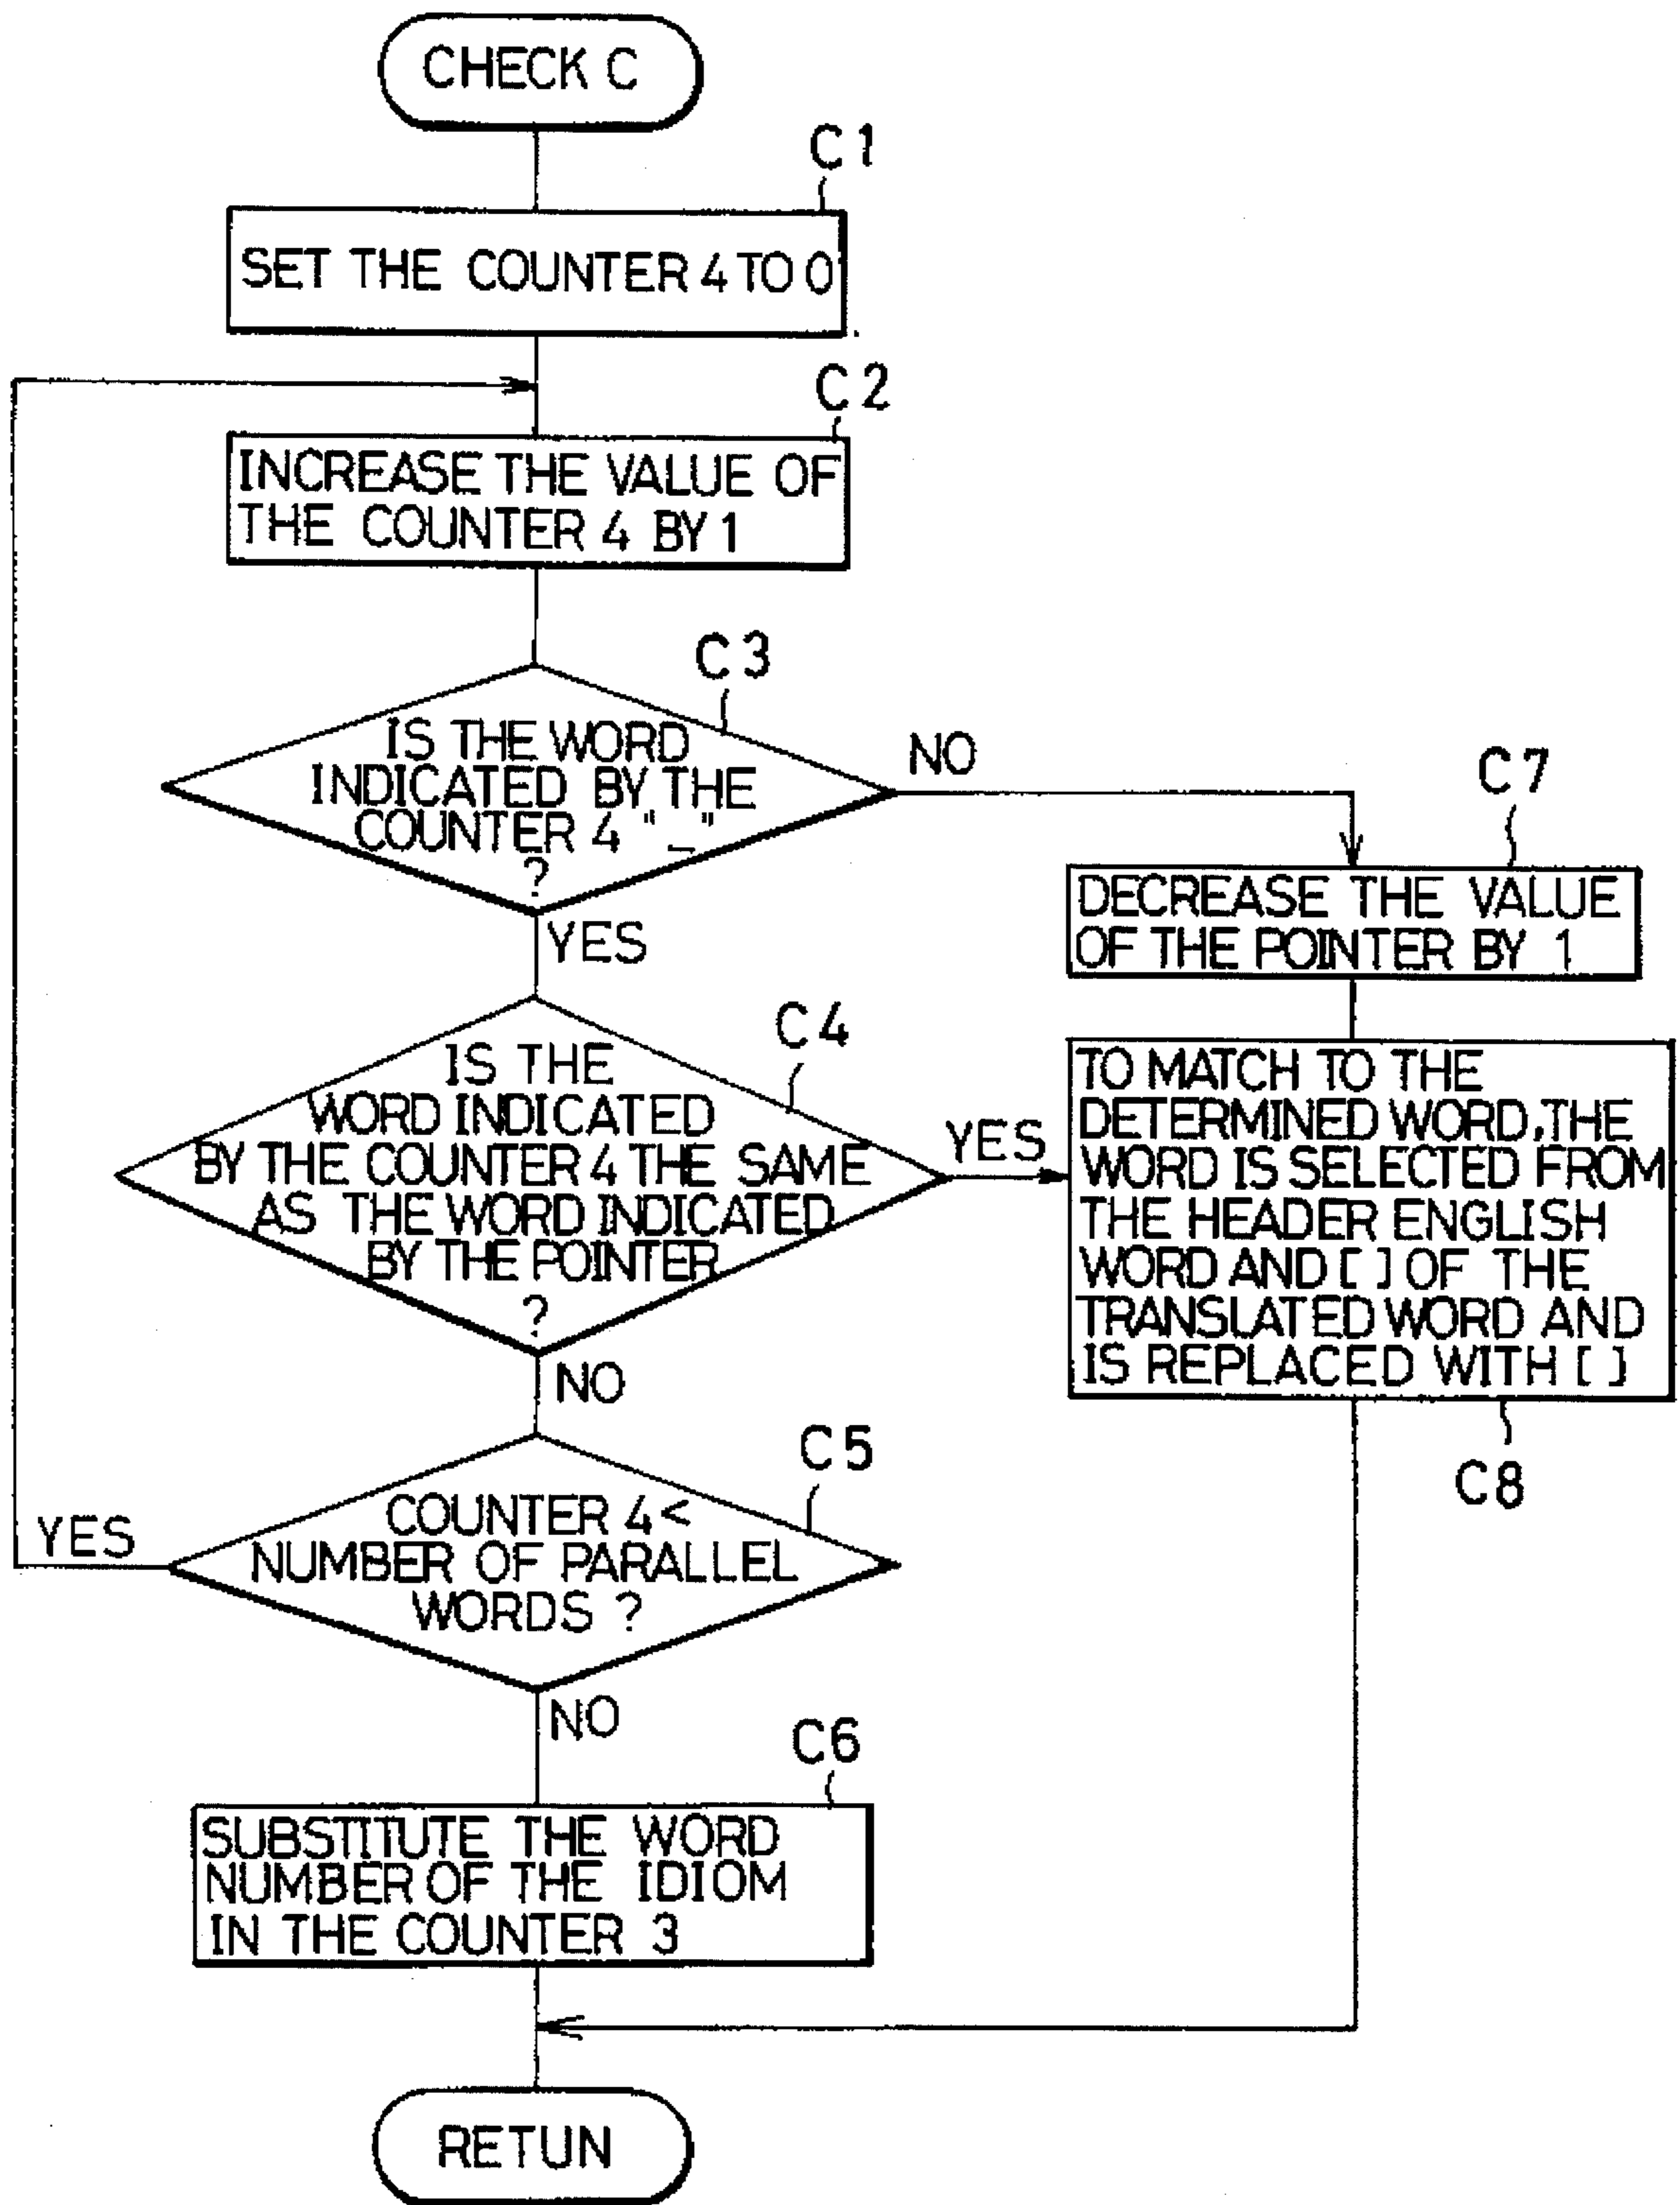 CHECK C
C1
SET THE COUNTER 4 TO 0
C2
INCREASE THE VALUE OF
THE COUNTER 4 BY 1
C3
IS THE WORD
INDICATED BY THE
COUNTER 4 "_"
?
NO
YES
C7
DECREASE THE VALUE
OF THE POINTER BY 1
C4
IS THE
WORD INDICATED
BY THE COUNTER 4 THE SAME
AS THE WORD INDICATED
BY THE POINTER
?
YES
NO
TO MATCH TO THE
DETERMINED WORD, THE
WORD IS SELECTED FROM
THE HEADER ENGLISH
WORD AND [ ] OF THE
TRANSLATED WORD AND
IS REPLACED WITH [ ]
C8
C5
COUNTER 4 <
NUMBER OF PARALLEL
WORDS ?
YES
NO
C6
SUBSTITUTE THE WORD
NUMBER OF THE IDIOM
IN THE COUNTER 3
RETUN